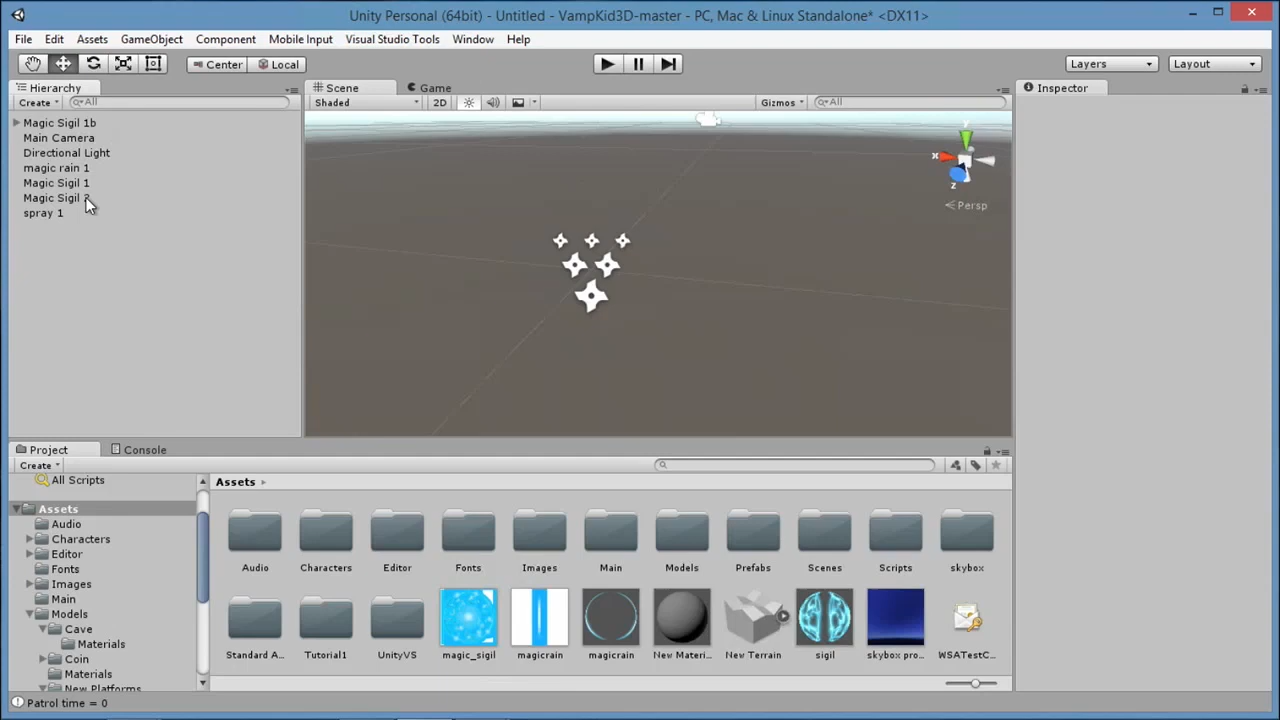 Unity Personal (64bit) - Untitled - VampKid3D-master - PC, Mac & Linux Standalone* <DX11>
File Edit Assets GameObject Component Mobile Input Visual Studio Tools Window Help
Center Local Layers Layout
Hierarchy Scene Game Inspector
Create All Shaded 2D Gizmos All
Magic Sigil 1b
Main Camera
Directional Light
magic rain 1
Magic Sigil 1
Magic Sigil
spray 1
y
x
z
Persp
Project Console
Create
All Scripts
Assets
Assets
Audio
Characters
Editor
Fonts
Images
Main
Models
Cave
Materials
Coin
Materials
New Platforms
Audio Characters Editor Fonts Images Main Models Prefabs Scenes Scripts skybox
Standard A... Tutorial1 UnityVS magic_sigil magicrain magicrain New Materi... New Terrain sigil skybox pro... WSATestC...
Patrol time = 0